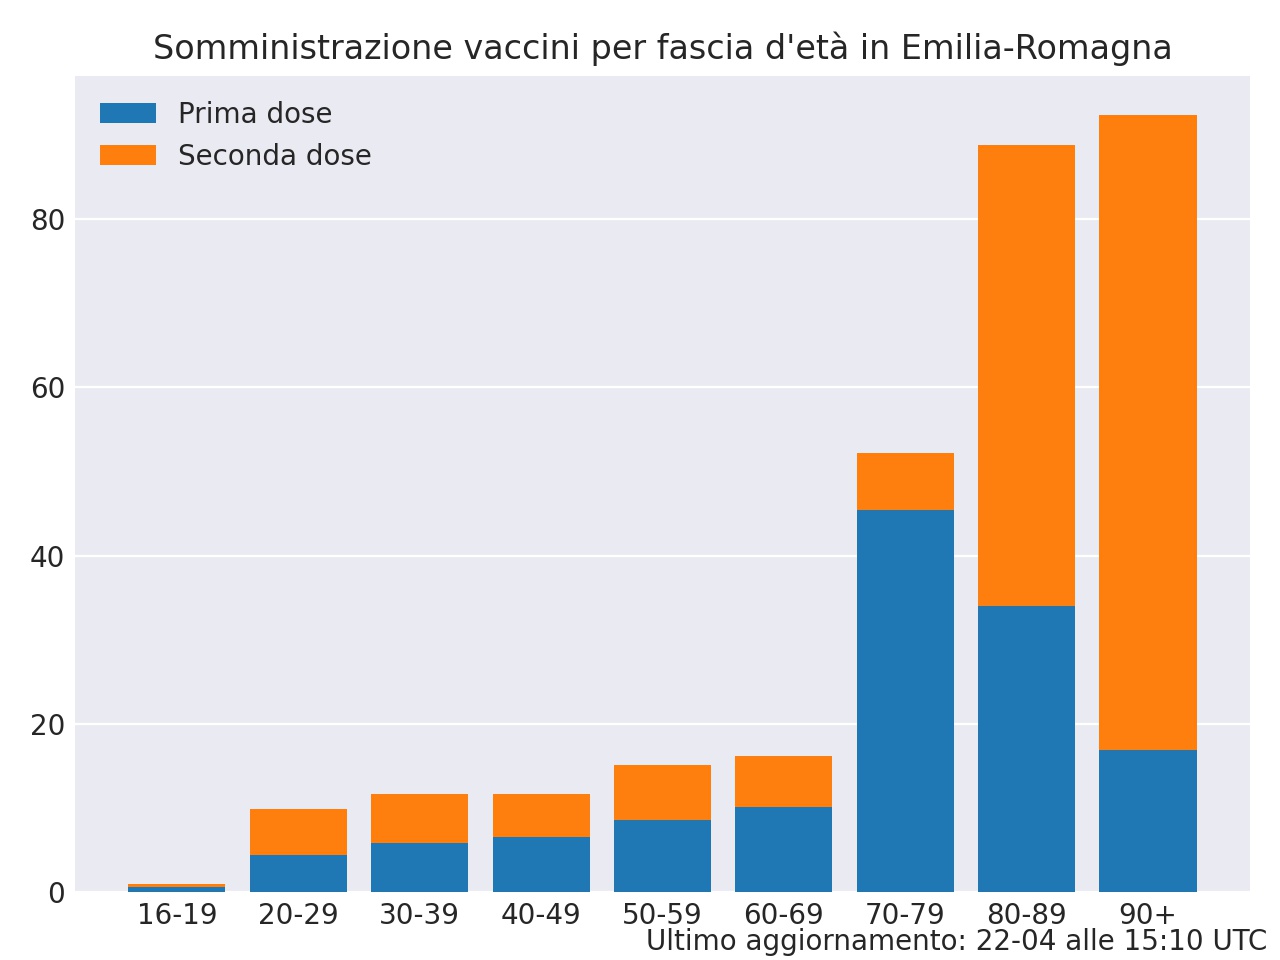 Somministrazione vaccini per fascia d'età in Emilia-Romagna
Prima dose
Seconda dose
80
60
40
20
0
16-19 20-29 30-39 40-49 50-59 60-69 70-79 80-89 90+
Ultimo aggiornamento: 22-04 alle 15:10 UTC